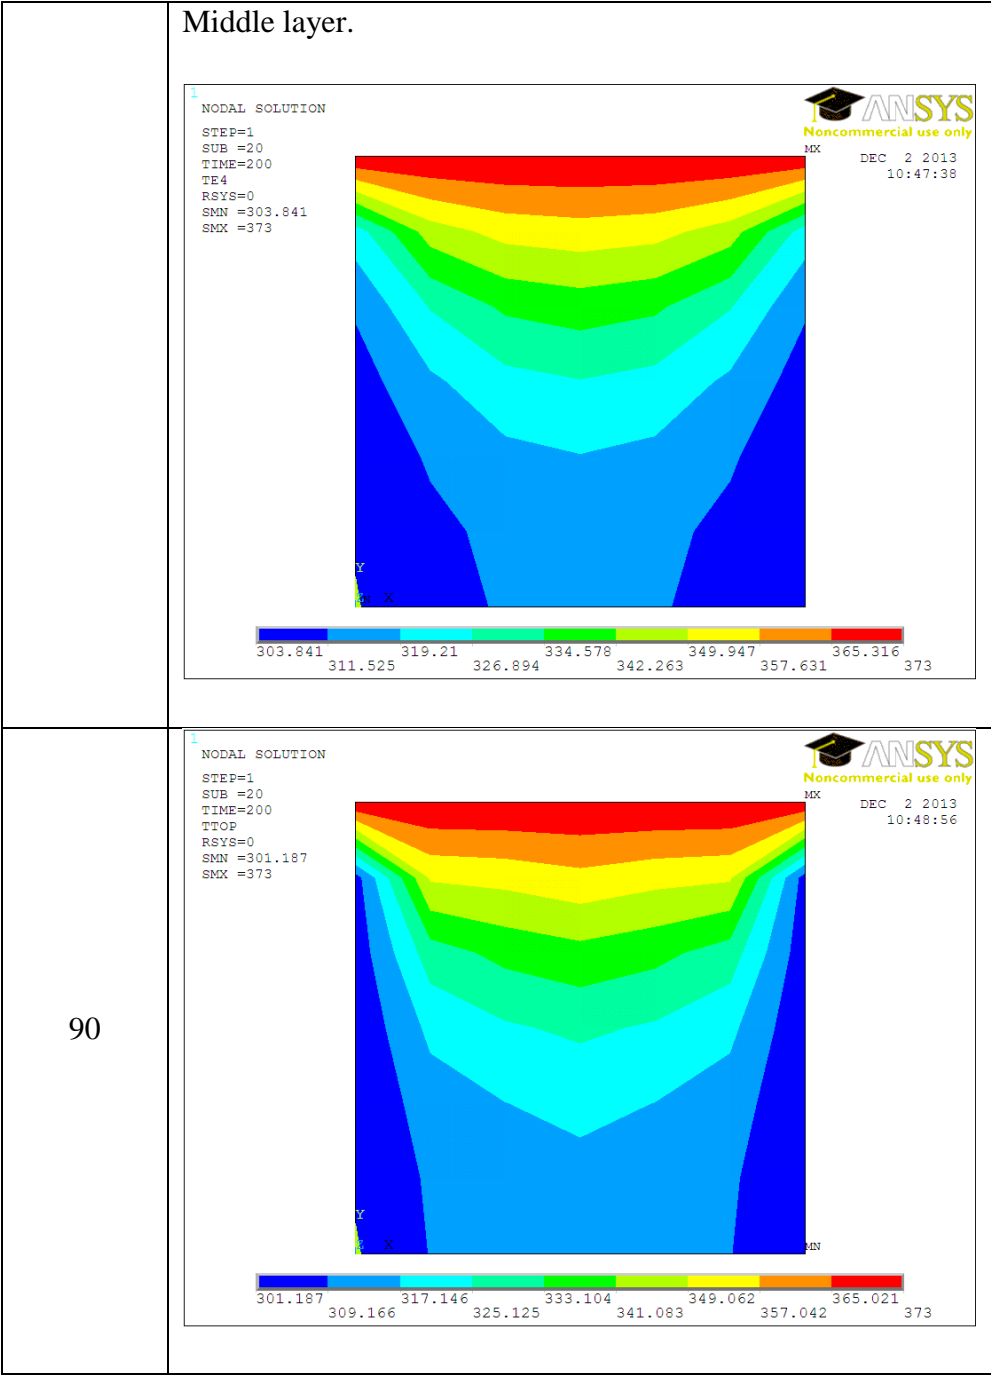 Middle layer.
1
NODAL SOLUTION
STEP=1
SUB =20
TIME=200
TE4
RSYS=0
SMN =303.841
SMX =373
ANSYS
Noncommercial use only
DEC 2 2013
10:47:38
MX
Y
X
303.841
311.525
319.21
326.894
334.578
342.263
349.947
357.631
365.316
373
90
1
NODAL SOLUTION
STEP=1
SUB =20
TIME=200
TTOP
RSYS=0
SMN =301.187
SMX =373
ANSYS
Noncommercial use only
DEC 2 2013
10:48:56
MX
Y
X
MN
301.187
309.166
317.146
325.125
333.104
341.083
349.062
357.042
365.021
373